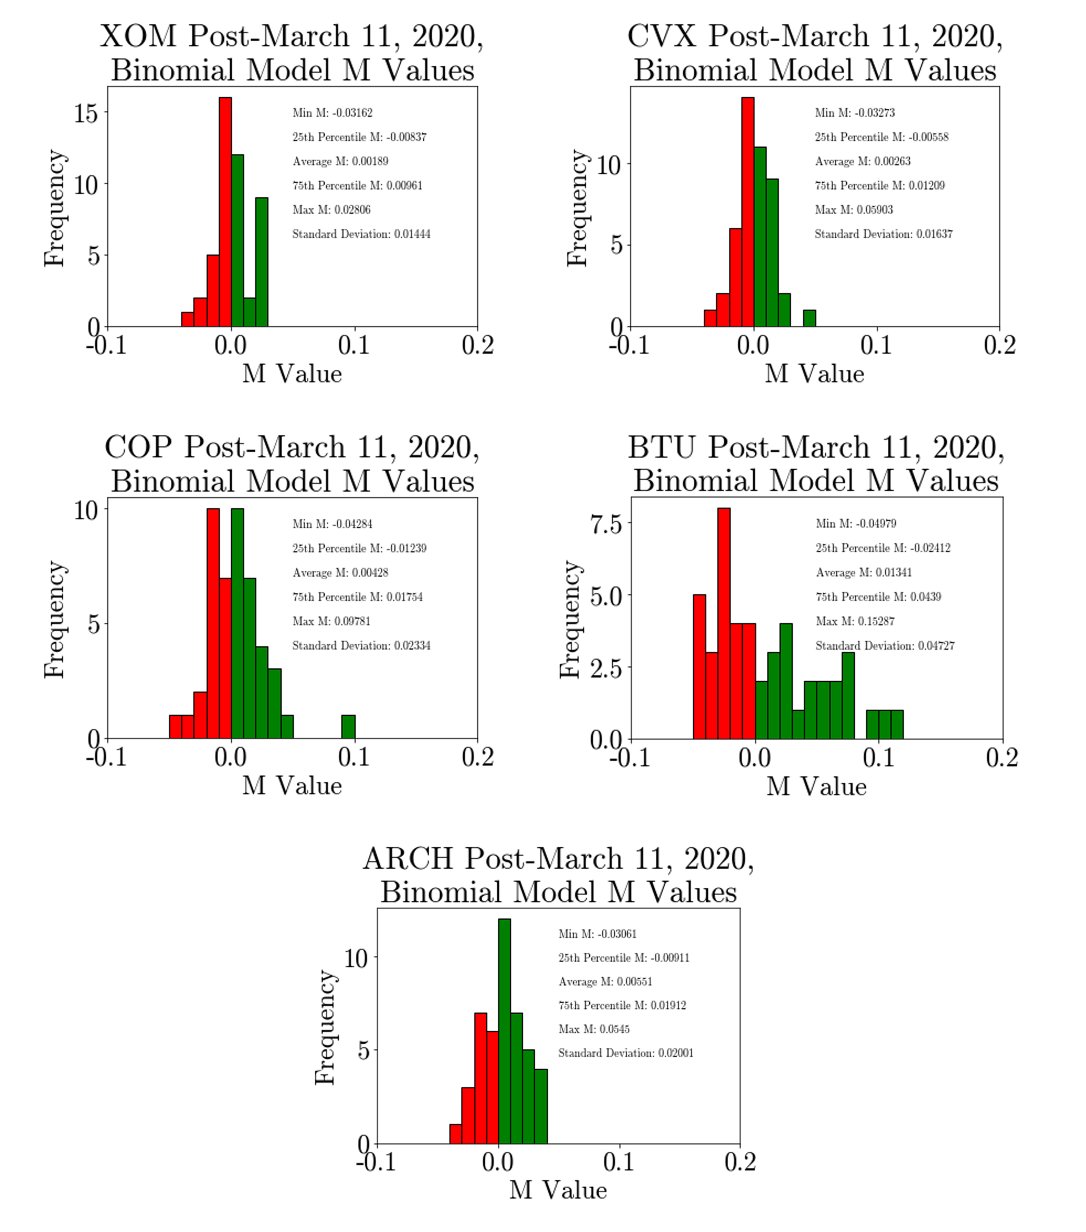 XOM Post-March 11, 2020,
Binomial Model M Values
Min M: -0.03162
25th Percentile M: -0.00837
Average M: 0.00189
75th Percentile M: 0.00961
Max M: 0.02806
Standard Deviation: 0.01444
Frequency
15
10
5
0
-0.1 0.0 0.1 0.2
M Value
CVX Post-March 11, 2020,
Binomial Model M Values
Min M: -0.03273
25th Percentile M: -0.00558
Average M: 0.00263
75th Percentile M: 0.01209
Max M: 0.05903
Standard Deviation: 0.01637
Frequency
10
5
0
-0.1 0.0 0.1 0.2
M Value
COP Post-March 11, 2020,
Binomial Model M Values
Min M: -0.04284
25th Percentile M: -0.01239
Average M: 0.00428
75th Percentile M: 0.01754
Max M: 0.09781
Standard Deviation: 0.02334
Frequency
10
5
0
-0.1 0.0 0.1 0.2
M Value
BTU Post-March 11, 2020,
Binomial Model M Values
Min M: -0.04979
25th Percentile M: -0.02412
Average M: 0.01341
75th Percentile M: 0.0439
Max M: 0.15287
Standard Deviation: 0.04727
Frequency
7.5
5.0
2.5
0.0
-0.1 0.0 0.1 0.2
M Value
ARCH Post-March 11, 2020,
Binomial Model M Values
Min M: -0.03061
25th Percentile M: -0.00911
Average M: 0.00551
75th Percentile M: 0.01912
Max M: 0.0545
Standard Deviation: 0.02001
Frequency
10
5
0
-0.1 0.0 0.1 0.2
M Value